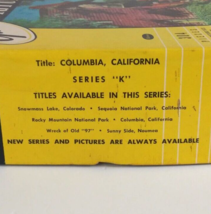 Title: COLUMBIA, CALIFORNIA
SERIES "K"
TITLES AVAILABLE IN THIS SERIES:
Snowmass Lake, Colorado • Sequoia National Park, California
Rocky Mountain National Park • Columbia, California
Wreck of Old "97" • Sunny Side,
NEW SERIES AND PICTURES ARE ALWAYS AVAILABLE